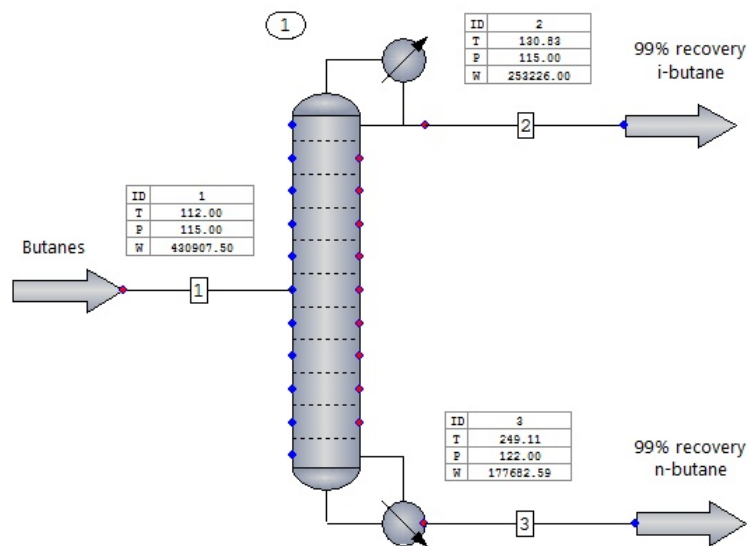 1
ID 2
T 130.83
P 115.00
W 253226.00
99% recovery
i-butane
ID 1
T 112.00
P 115.00
W 430907.50
Butanes
1
2
ID 3
T 249.11
P 122.00
W 177682.59
99% recovery
n-butane
3